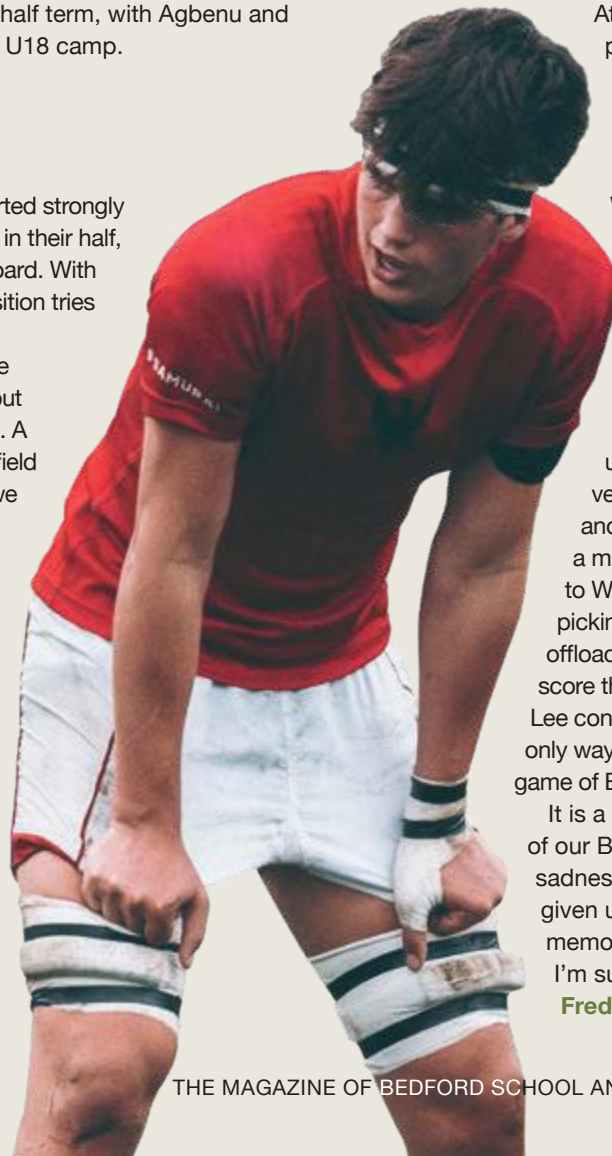 half term, with Agbenu and
U18 camp.
rted strongly
in their half,
oard. With
sition tries
e
out
. A
field
ve
SAMURAI
At
p
W
u
ve
and
a m
to W
pickin
offload
score th
Lee con
only way
game of B
It is a
of our B
sadnes
given u
memo
I'm su
Fred
THE MAGAZINE OF BEDFORD SCHOOL AN